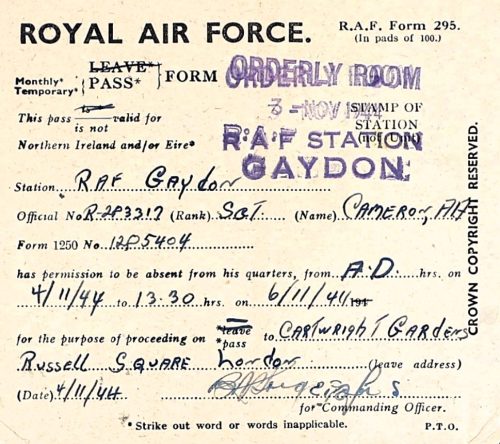 ROYAL AIR FORCE.
R.A.F. Form 295.
(In pads of 100.)
Monthly*
Temporary*
LEAVE*
PASS*
FORM
ORDERLY ROOM
3-NOV 1944
R.A.F STATION
GAYDON
STAMP OF
STATION
(not Unit)
This pass is valid for
is not
Northern Ireland and/or Eire*
Station RAF Gaydon
Official No. (Rank) SGT. (Name) CAMERON,
Form 1250 No.
has permission to be absent from his quarters, from A.D. hrs. on
4/11/44 to 13.30 hrs. on 6/11/44 194
for the purpose of proceeding on *leave *pass to CARTWRIGHT GARDENS
RUSSELL SQUARE London (leave address)
(Date) 4/11/44
for Commanding Officer.
* Strike out word or words inapplicable.
P.T.O.
CROWN COPYRIGHT RESERVED.